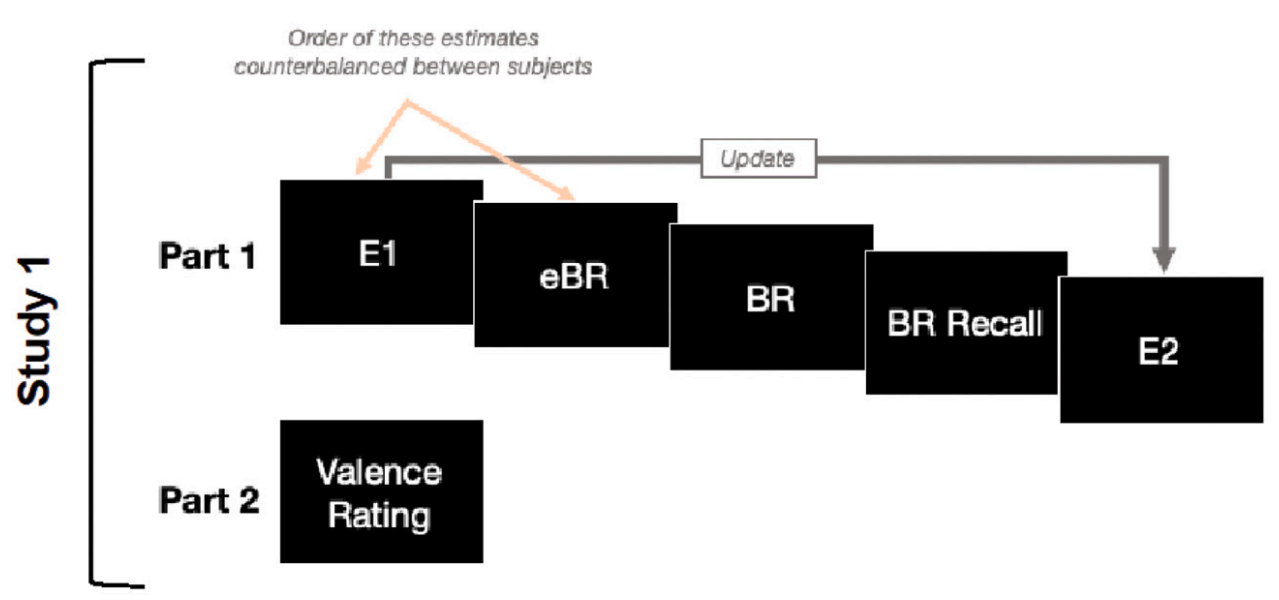 Order of these estimates
counterbalanced between subjects
Update
Study 1
Part 1
E1
eBR
BR
BR Recall
E2
Part 2
Valence
Rating